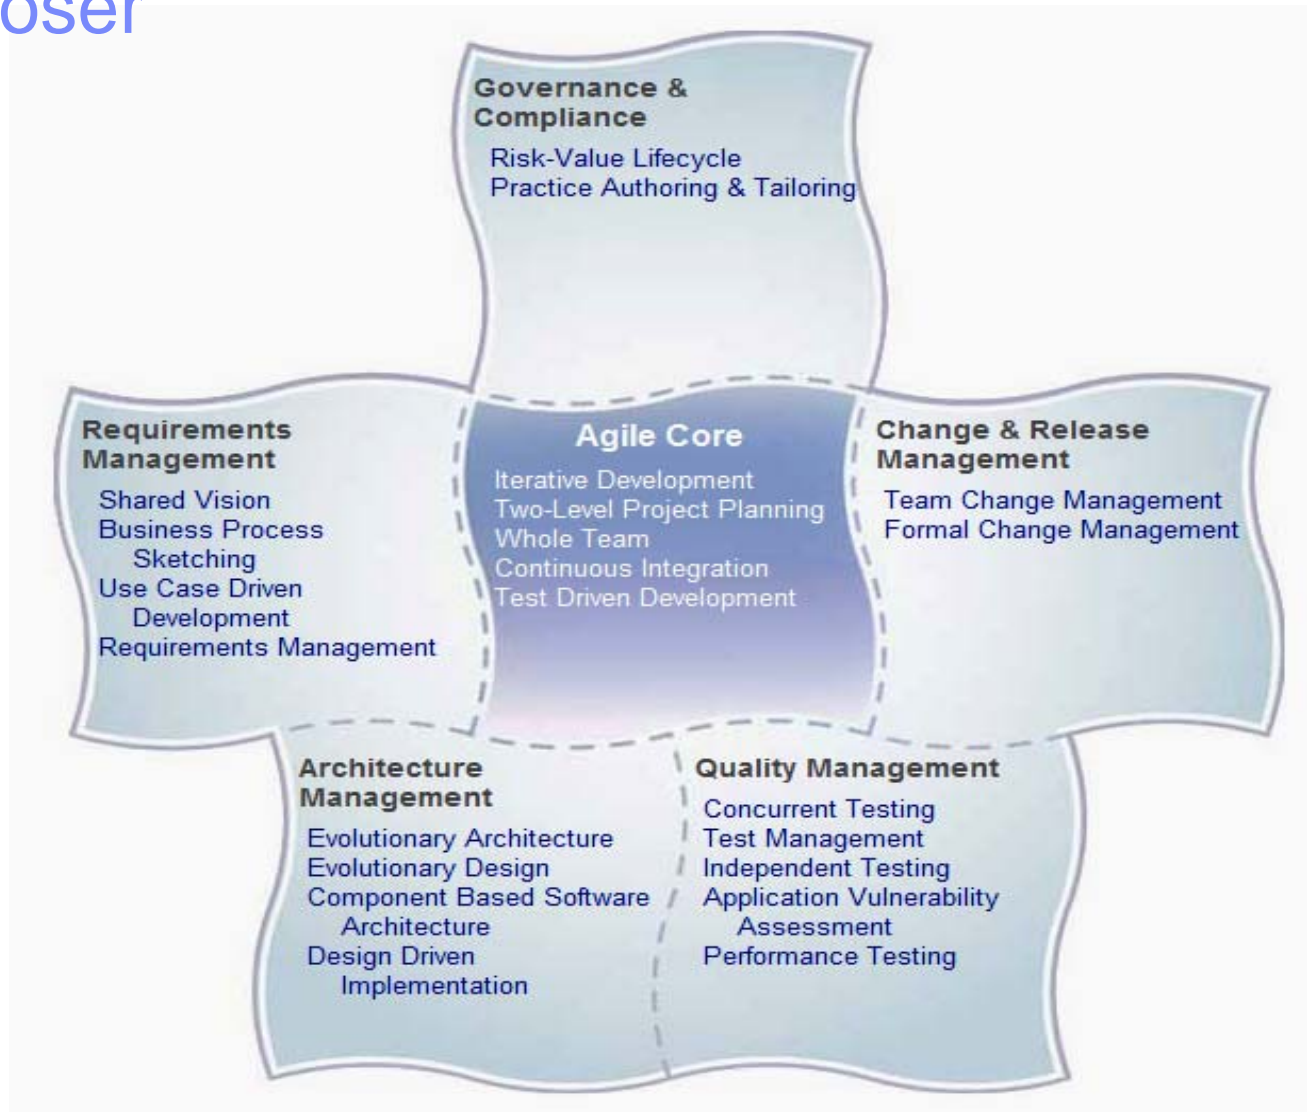 oser
Governance &
Compliance
Risk-Value Lifecycle
Practice Authoring & Tailoring
Requirements
Management
Shared Vision
Business Process
Sketching
Use Case Driven
Development
Requirements Management
Agile Core
Iterative Development
Two-Level Project Planning
Whole Team
Continuous Integration
Test Driven Development
Change & Release
Management
Team Change Management
Formal Change Management
Architecture
Management
Evolutionary Architecture
Evolutionary Design
Component Based Software
Architecture
Design Driven
Implementation
Quality Management
Concurrent Testing
Test Management
Independent Testing
Application Vulnerability
Assessment
Performance Testing